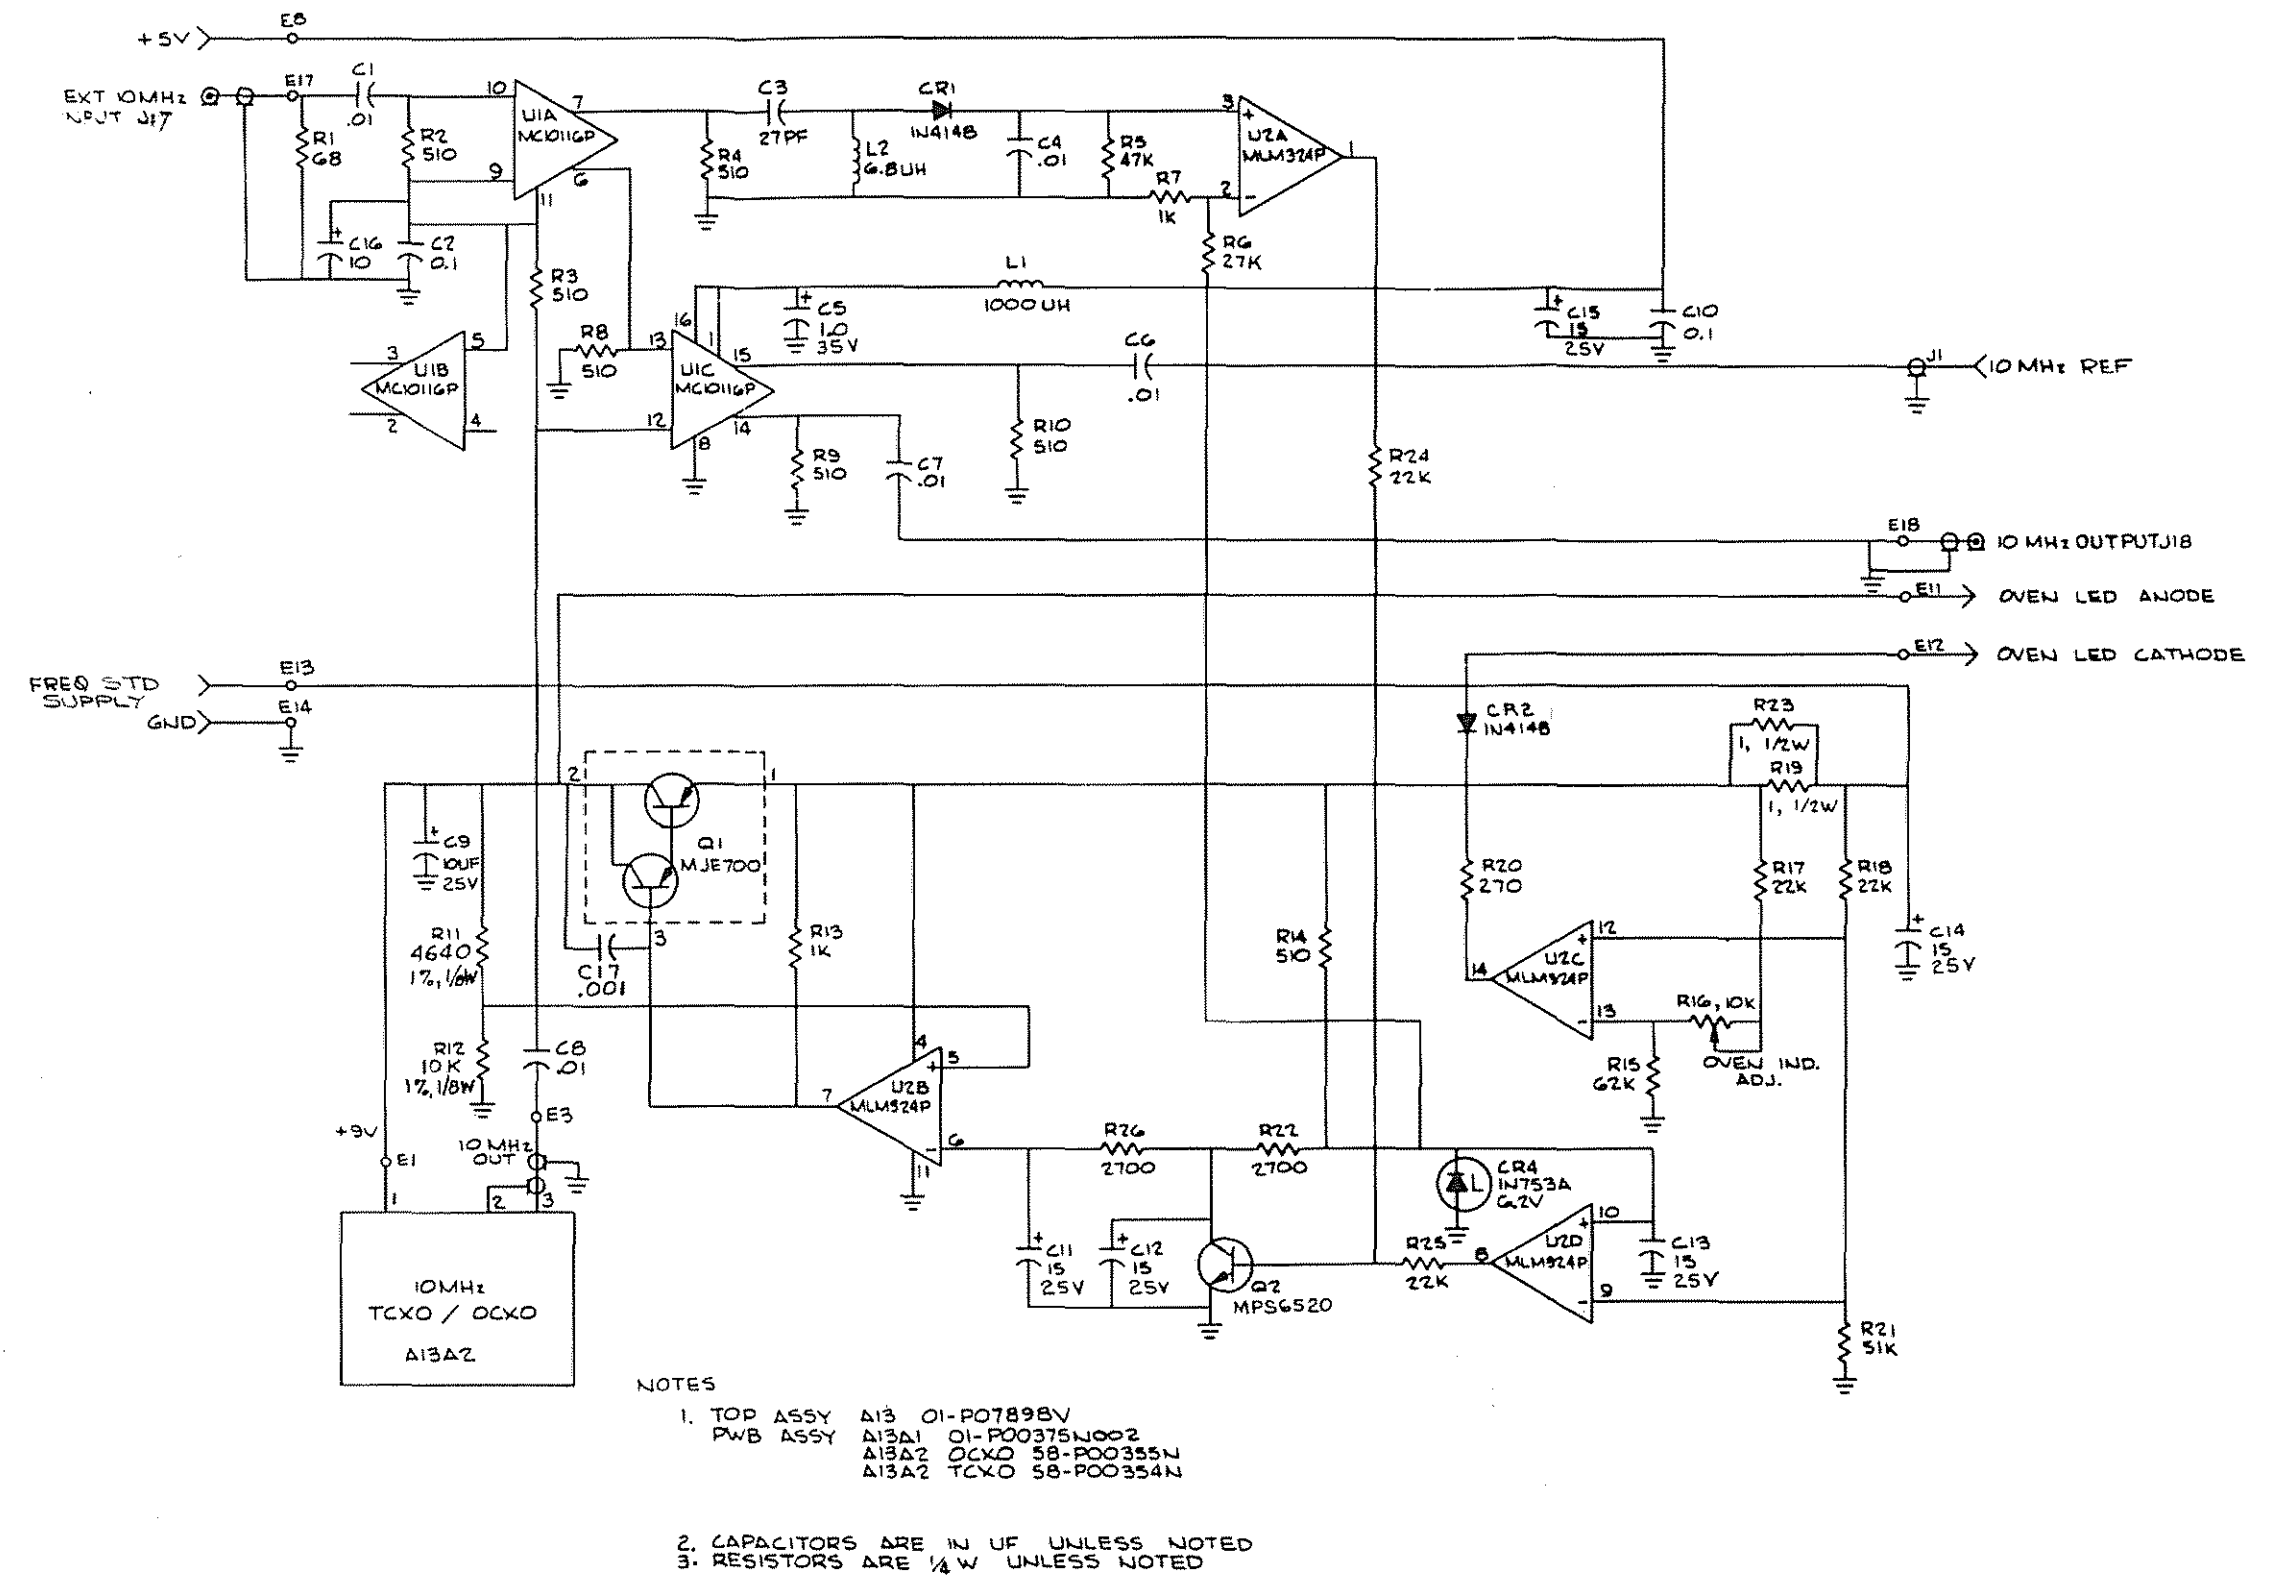 E8
+5V
EXT 10MHz
INPUT J17
E17
C1
.01
R1
68
R2
510
10
9
U1A
MC10116P
7
6
11
C16
10
C2
0.1
R3
510
R4
510
C3
27PF
L2
6.8UH
CR1
1N4148
C4
.01
R5
47K
R7
1K
3
2
U2A
MLM324P
1
R6
27K
L1
1000UH
C5
1.0
35V
C15
15
25V
C10
0.1
3
2
U1B
MC10116P
5
4
R8
510
13
12
16
1
U1C
MC10116P
15
14
8
R9
510
C7
.01
R10
510
C6
.01
J1
10 MHz REF
R24
22K
E18
10 MHz OUTPUT J18
E11
OVEN LED ANODE
E12
OVEN LED CATHODE
FREQ STD
SUPPLY
E13
GND
E14
CR2
1N4148
R23
1, 1/2W
R19
1, 1/2W
2
1
Q1
MJE700
3
C9
10UF
25V
R11
4640
1%, 1/8W
C17
.001
R13
1K
R14
510
R20
270
R17
22K
R18
22K
C14
15
25V
12
13
14
U2C
MLM324P
R16, 10K
OVEN IND.
ADJ.
R15
62K
R12
10K
1%, 1/8W
C8
.01
E3
4
5
7
U2B
MLM324P
6
11
+9V
E1
10 MHz
OUT
1
2
3
10MHz
TCXO / OCXO
A13A2
R26
2700
R22
2700
CR4
1N753A
6.2V
C11
15
25V
C12
15
25V
Q2
MPS6520
R25
22K
8
U2D
MLM324P
10
9
C13
15
25V
R21
51K
NOTES
1. TOP ASSY A13 01-P07898V
PWB ASSY A13A1 01-P00375N002
A13A2 OCXO 58-P00355N
A13A2 TCXO 58-P00354N
2. CAPACITORS ARE IN UF UNLESS NOTED
3. RESISTORS ARE 1/4 W UNLESS NOTED